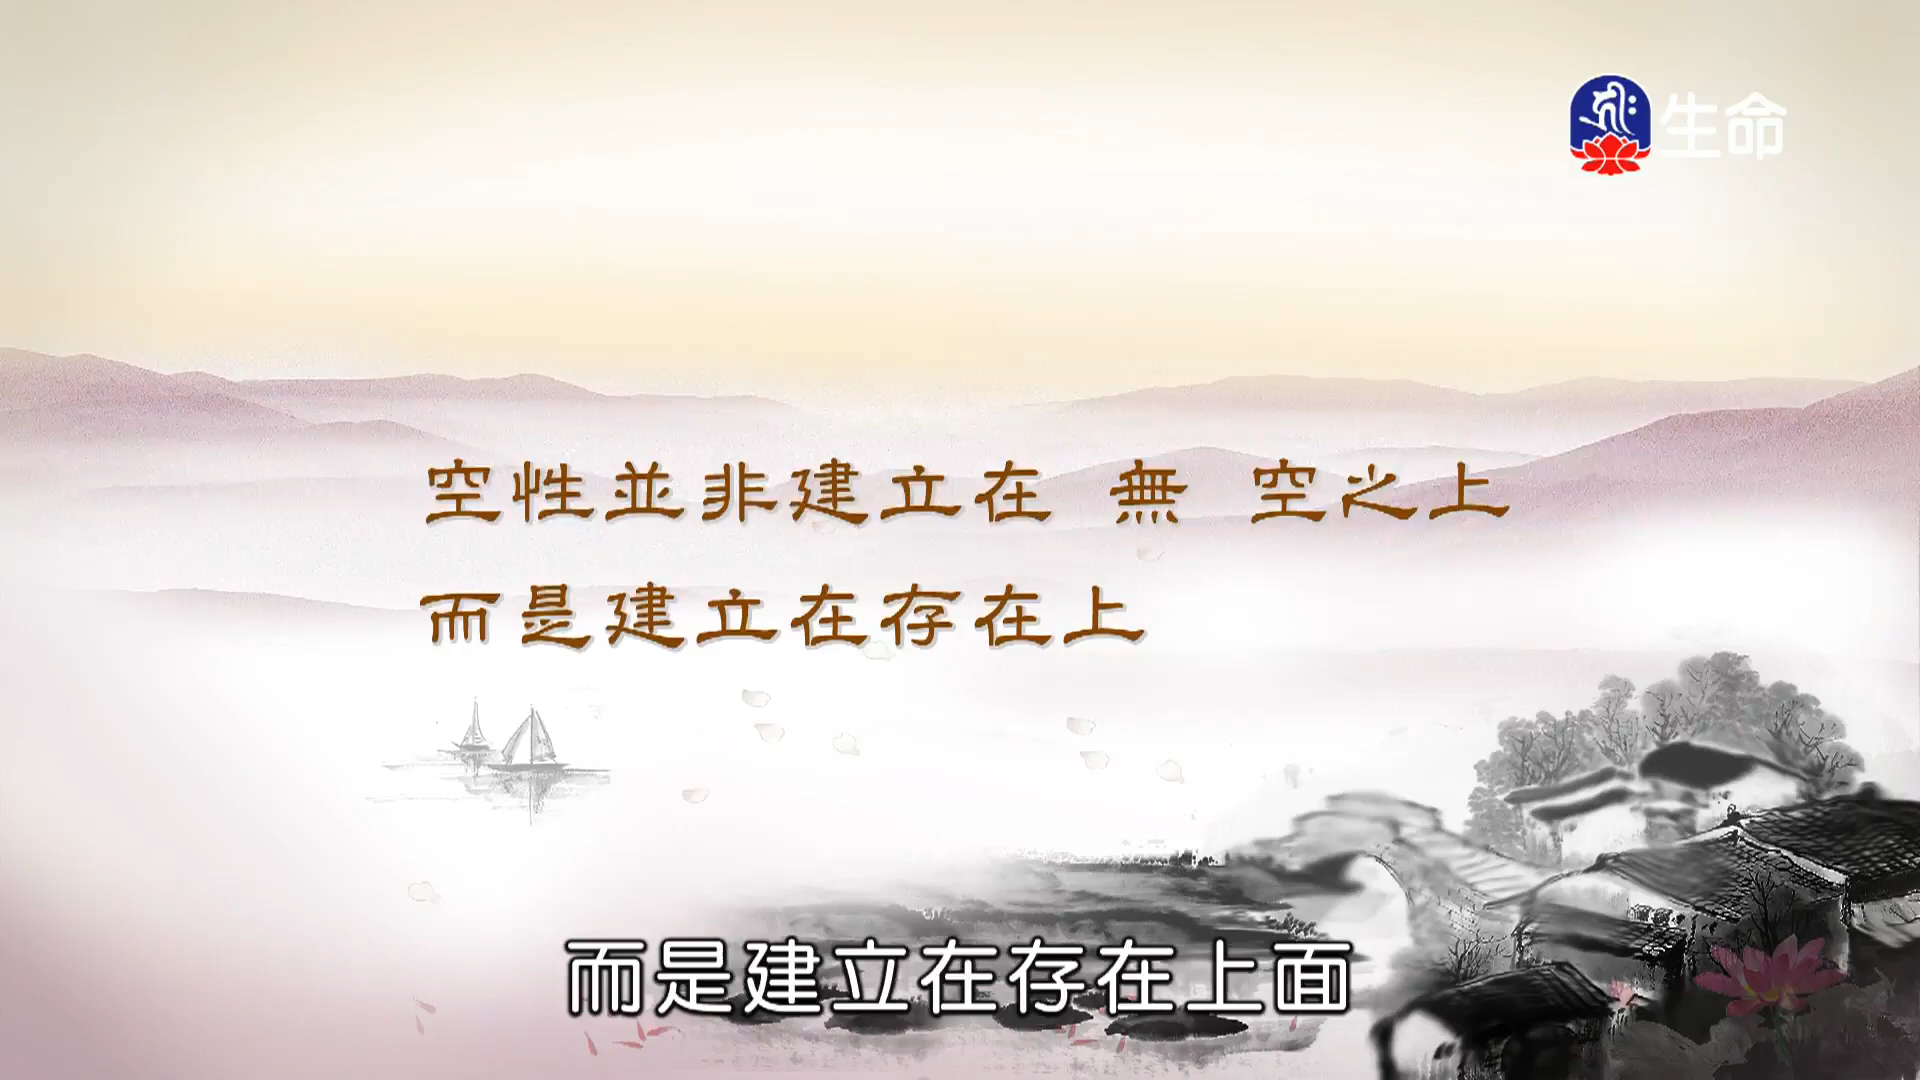 生命
空性並非建立在 無 空之上
而是建立在存在上
而是建立在存在上面